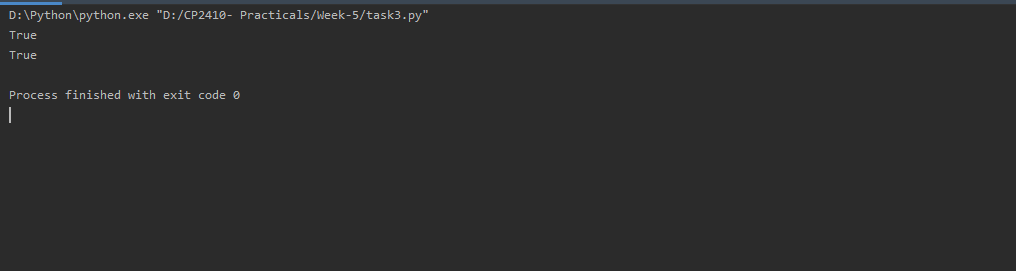 D:\Python\python.exe "D:/CP2410- Practicals/Week-5/task3.py"
True
True
Process finished with exit code 0